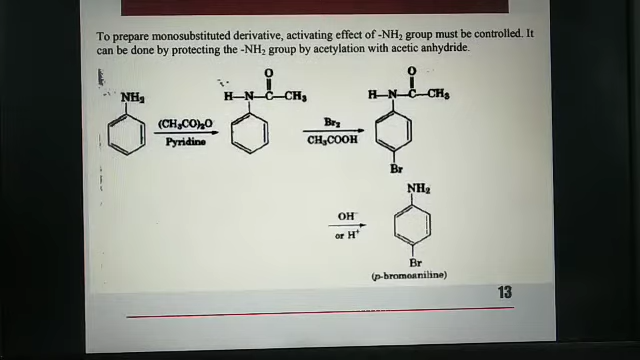 To prepare monosubstituted derivative, activating effect of -NH₂ group must be controlled. It
can be done by protecting the -NH₂ group by acetylation with acetic anhydride.
O
O
NH₂
H—N—C—CH₃
H—N—C—CH₃
(CH₃CO)₂O
Pyridine
Br₂
CH₃COOH
Br
NH₂
OH⁻
or H⁺
Br
(p-bromoaniline)
13